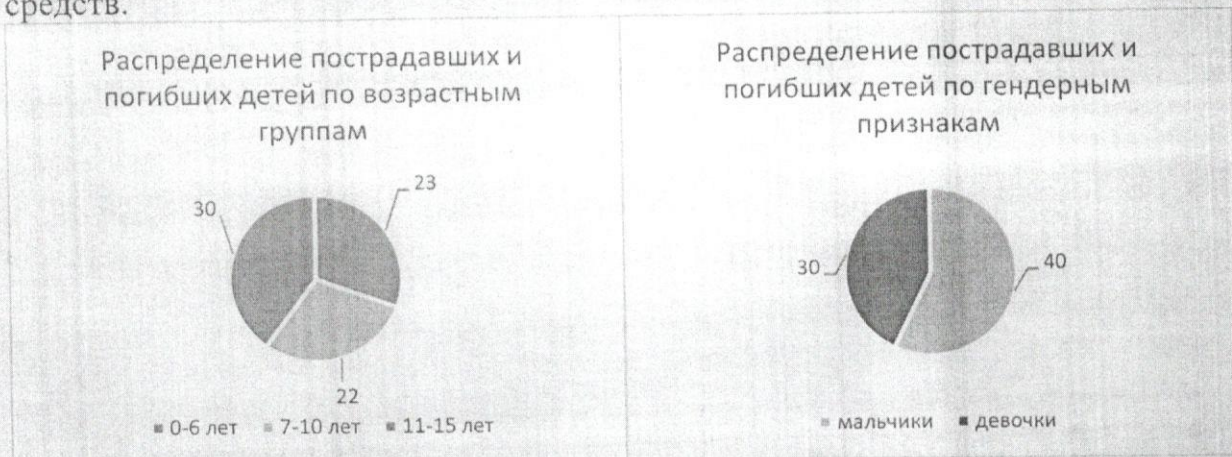 средств.
Распределение пострадавших и
погибших детей по возрастным
группам
30
23
22
0-6 лет 7-10 лет 11-15 лет
Распределение пострадавших и
погибших детей по гендерным
признакам
30
40
мальчики девочки